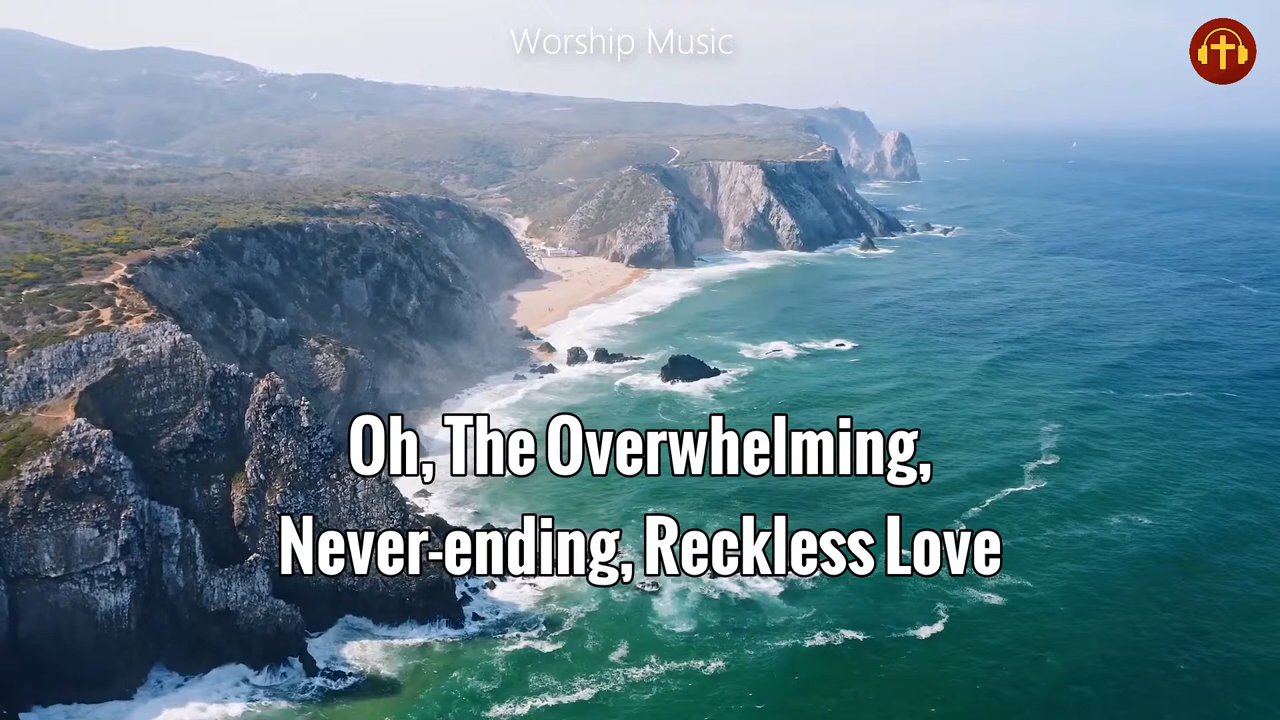 Worship Music
Oh, The Overwhelming,
Never-ending, Reckless Love